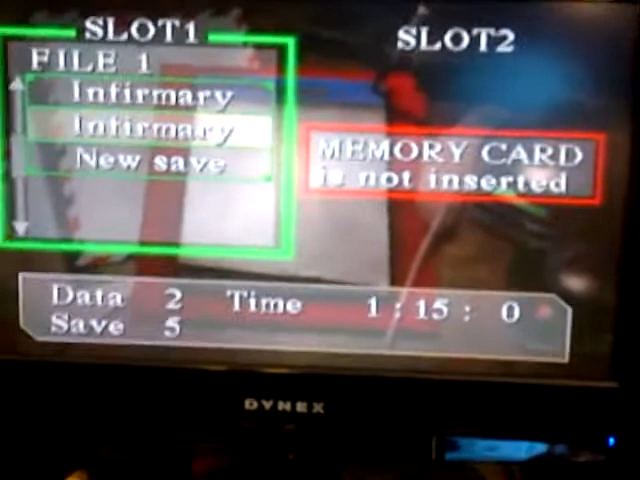 SLOT1
SLOT2
FILE 1
Infirmary
Infirmary
New save
MEMORY CARD
is not inserted
Data 2 Time 1 : 15 : 0
Save 5
DYNEX